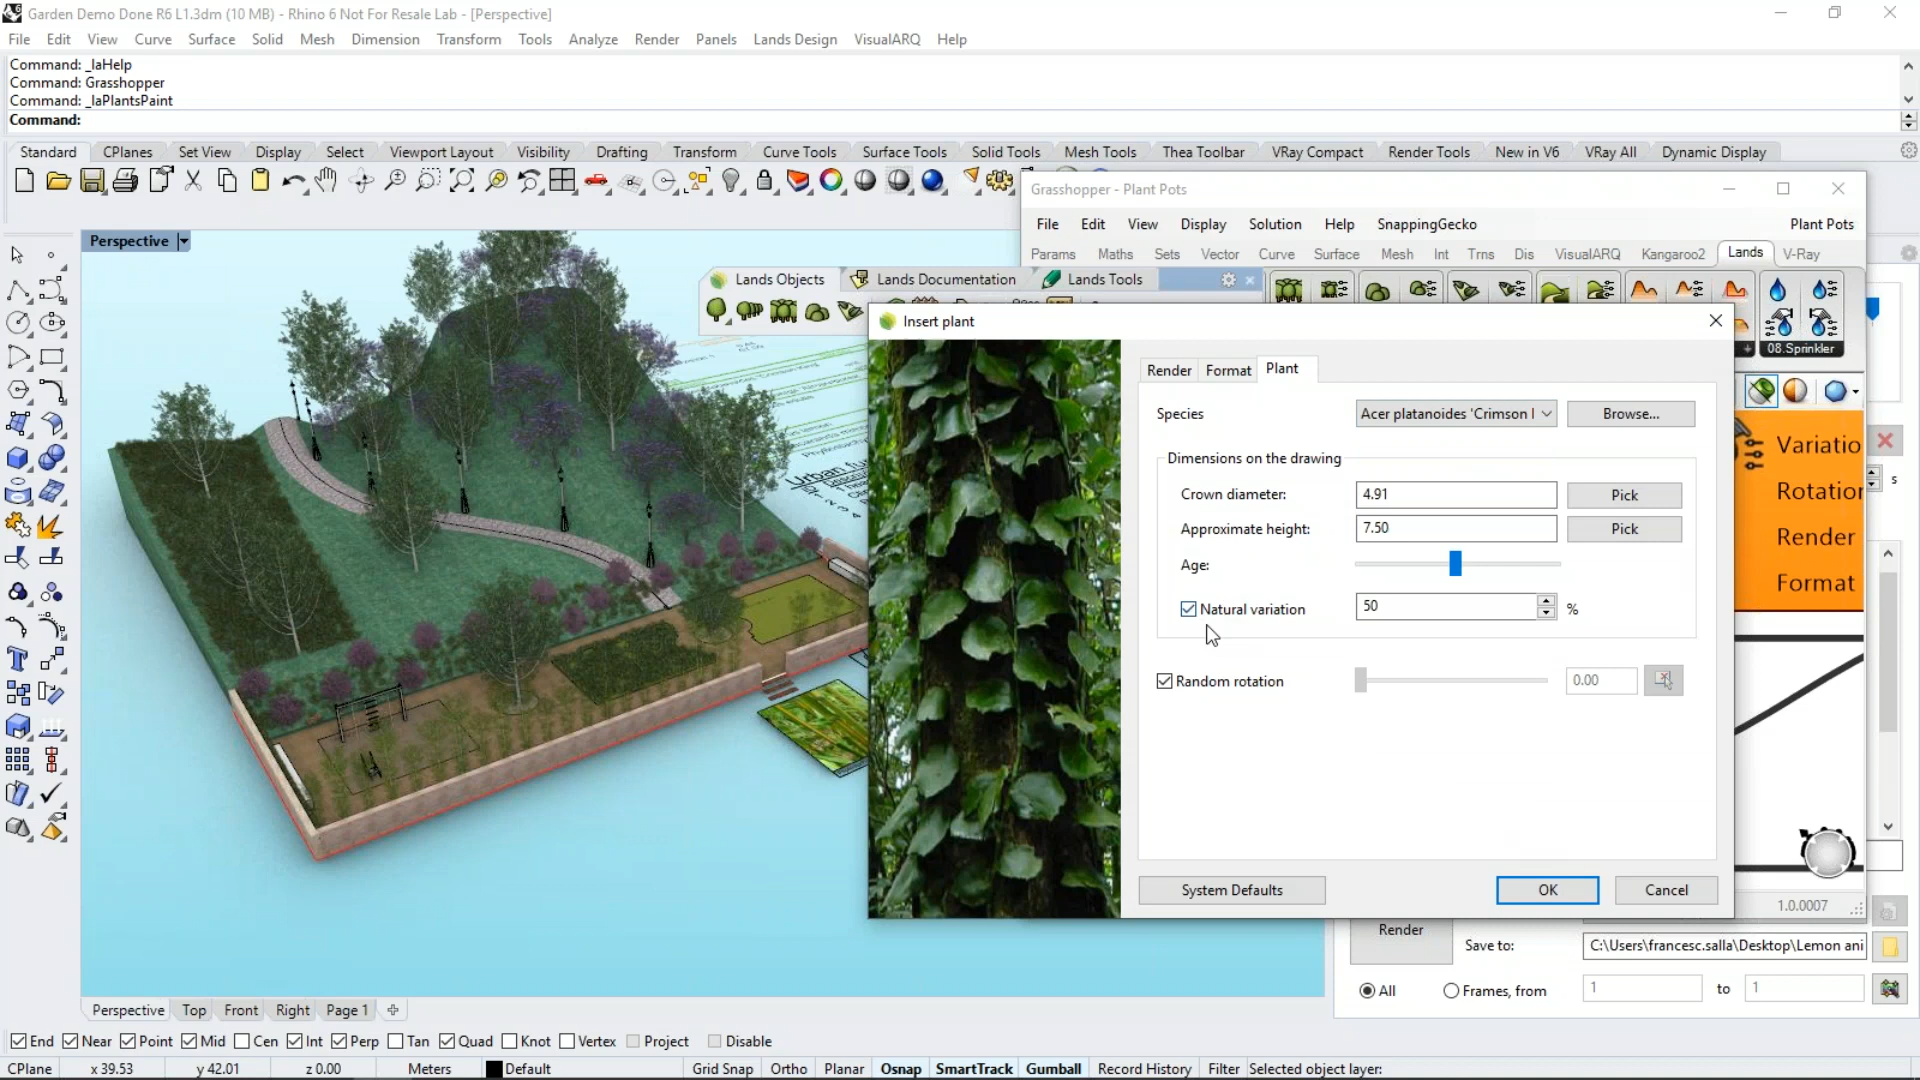 Garden Demo Done R6 L1.3dm (10 MB) - Rhino 6 Not For Resale Lab - [Perspective]
File Edit View Curve Surface Solid Mesh Dimension Transform Tools Analyze Render Panels Lands Design VisualARQ Help
Command: _laHelp
Command: Grasshopper
Command: _laPlantsPaint
Command:
Standard CPlanes Set View Display Select Viewport Layout Visibility Drafting Transform Curve Tools Surface Tools Solid Tools Mesh Tools Thea Toolbar VRay Compact Render Tools New in V6 VRay All Dynamic Display
Grasshopper - Plant Pots
File Edit View Display Solution Help SnappingGecko Plant Pots
Params Maths Sets Vector Curve Surface Mesh Int Trns Dis VisualARQ Kangaroo2 Lands V-Ray
Perspective
Lands Objects Lands Documentation Lands Tools
08.Sprinkler
Insert plant
Render Format Plant
Species Acer platanoides 'Crimson Browse...
Dimensions on the drawing
Crown diameter: 4.91 Pick
Approximate height: 7.50 Pick
Age:
Natural variation 50 %
Random rotation 0.00
System Defaults OK Cancel
Variatio
Rotation
Render
Format
s
1.0.0007
Render Save to: C:\Users\francesc.salla\Desktop\Lemon ani
All Frames, from 1 to 1
Perspective Top Front Right Page 1
End Near Point Mid Cen Int Perp Tan Quad Knot Vertex Project Disable
CPlane x 39.53 y 42.01 z 0.00 Meters Default Grid Snap Ortho Planar Osnap SmartTrack Gumball Record History Filter Selected object layer: